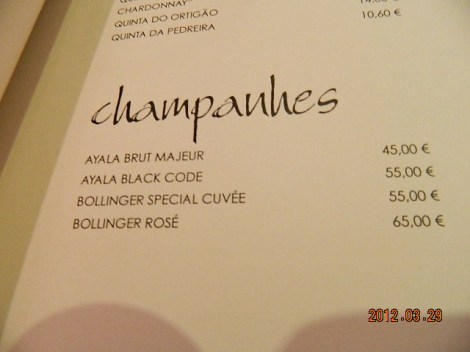 CHARDONNAY"
QUINTA DO ORTIGÃO 10,60 €
QUINTA DA PEDREIRA
champanhes
AYALA BRUT MAJEUR 45,00 €
AYALA BLACK CODE 55,00 €
BOLLINGER SPECIAL CUVÉE 55,00 €
BOLLINGER ROSÉ 65,00 €
2012.03.29